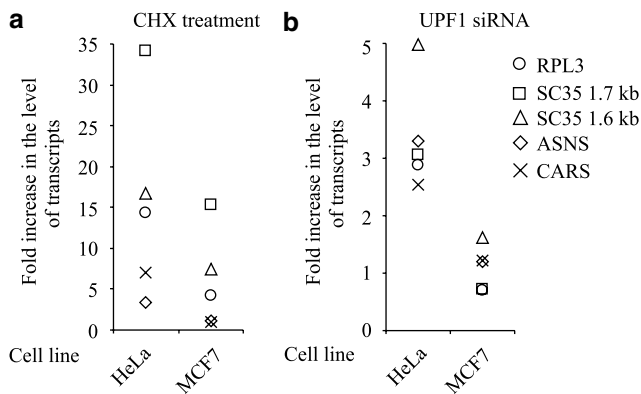 a
CHX treatment
Fold increase in the level
of transcripts
35
30
25
20
15
10
5
0
Cell line
HeLa
MCF7
b
UPF1 siRNA
Fold increase in the level
of transcripts
5
4
3
2
1
0
Cell line
HeLa
MCF7
RPL3
SC35 1.7 kb
SC35 1.6 kb
ASNS
CARS